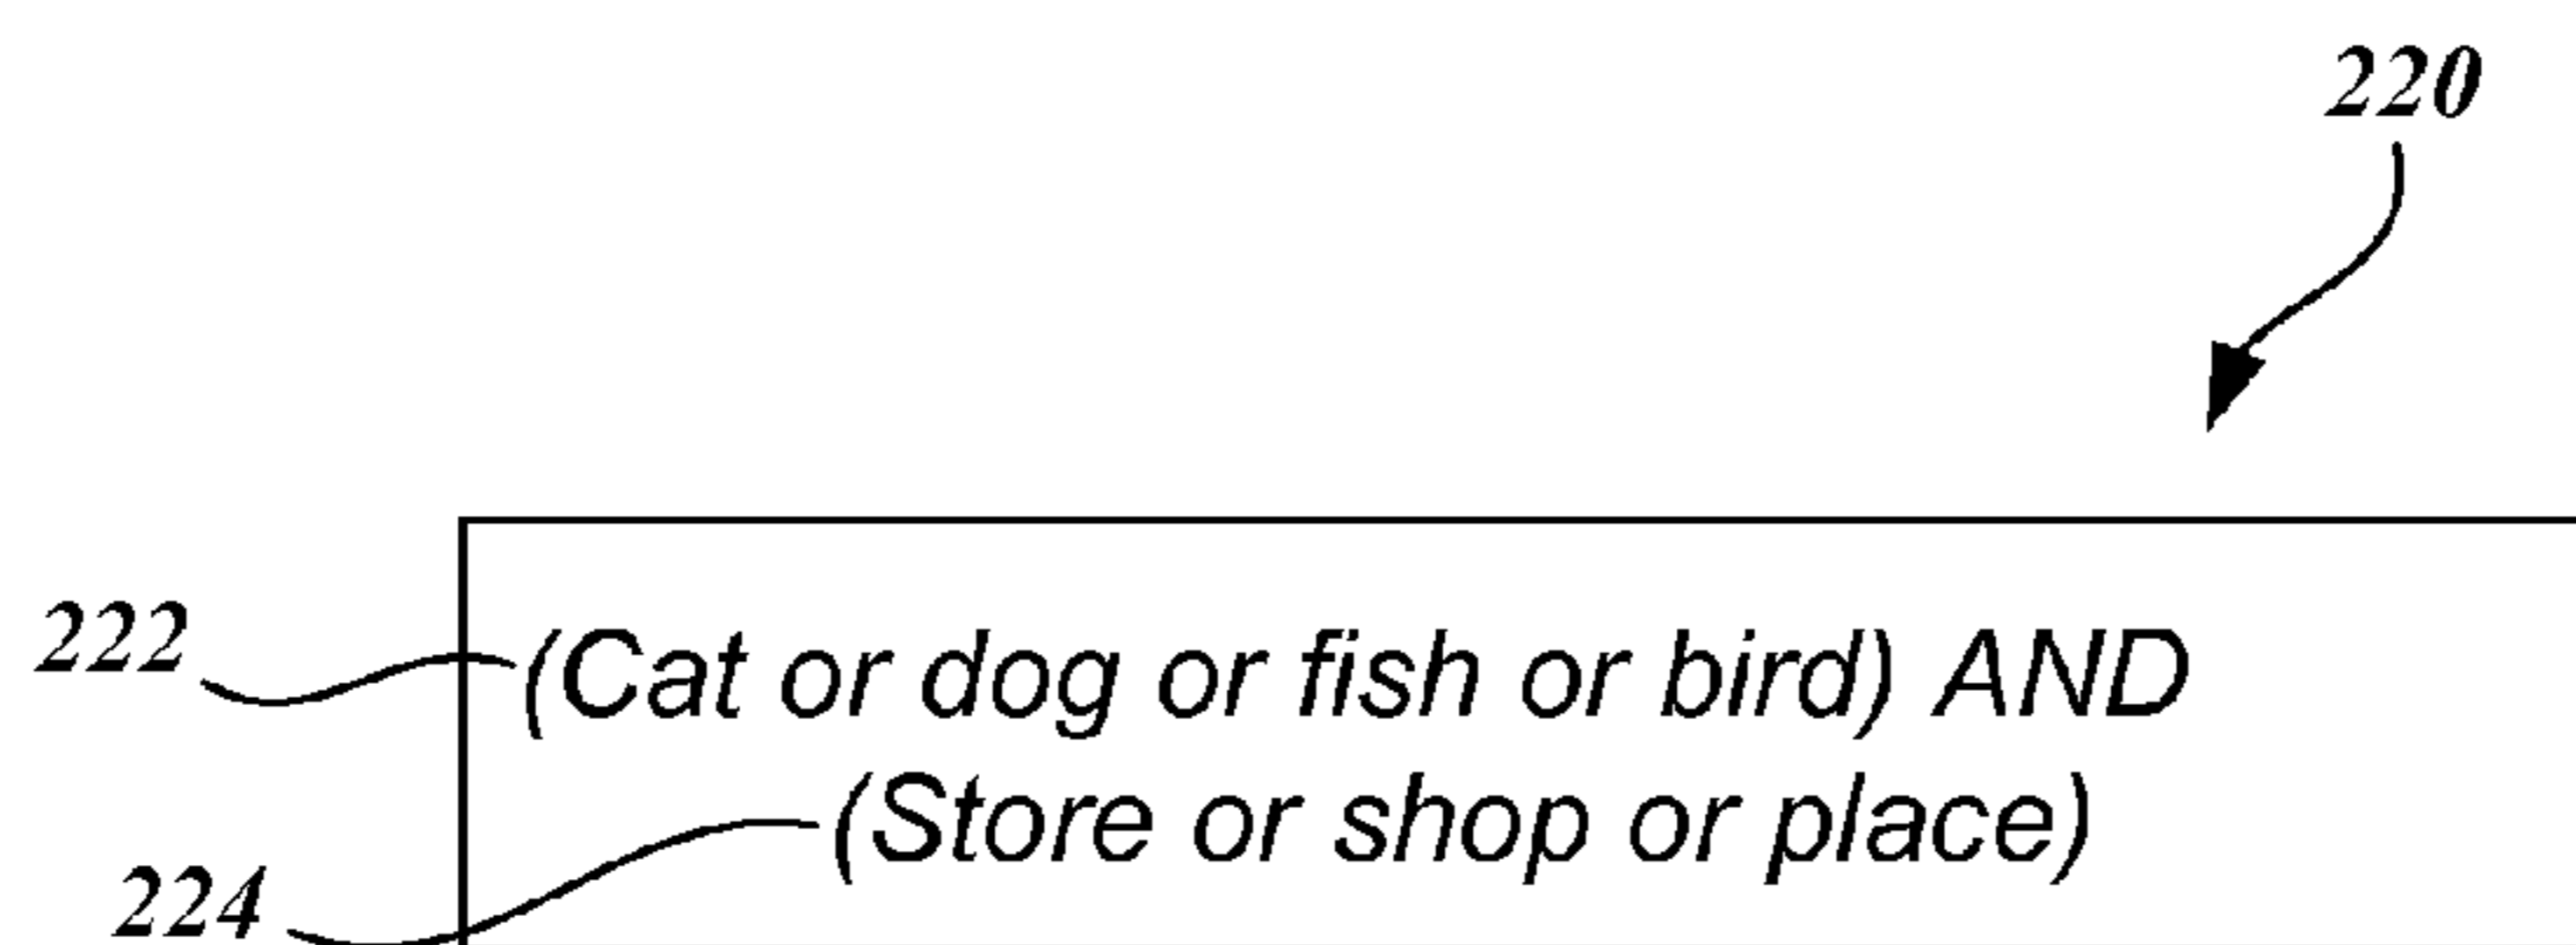 220
222
(Cat or dog or fish or bird) AND
(Store or shop or place)
224